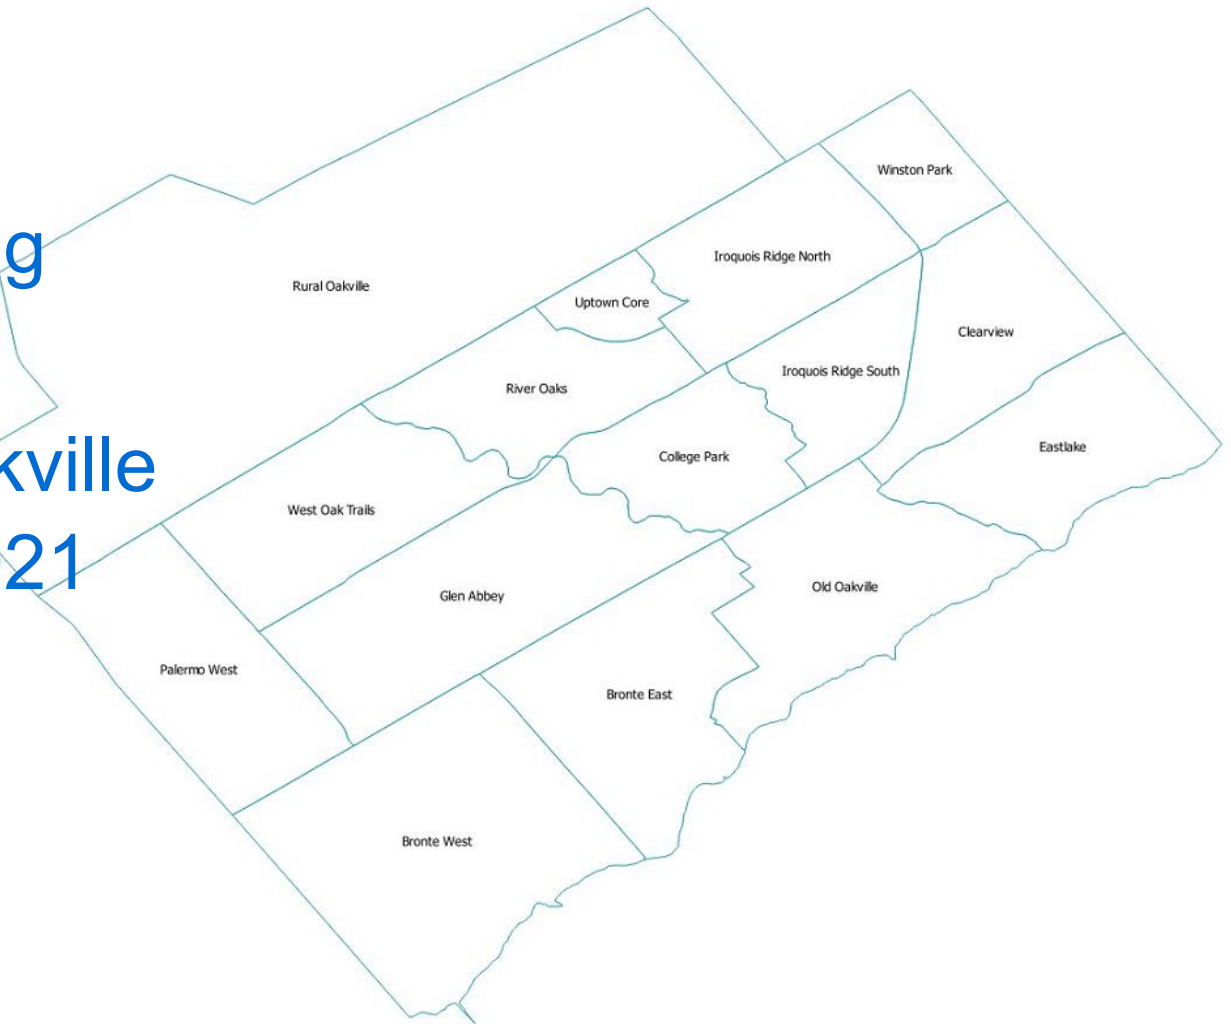 Winston Park
g
Iroquois Ridge North
Rural Oakville
Uptown Core
Clearview
Iroquois Ridge South
River Oaks
Eastlake
College Park
kville
West Oak Trails
21
Old Oakville
Glen Abbey
Palermo West
Bronte East
Bronte West